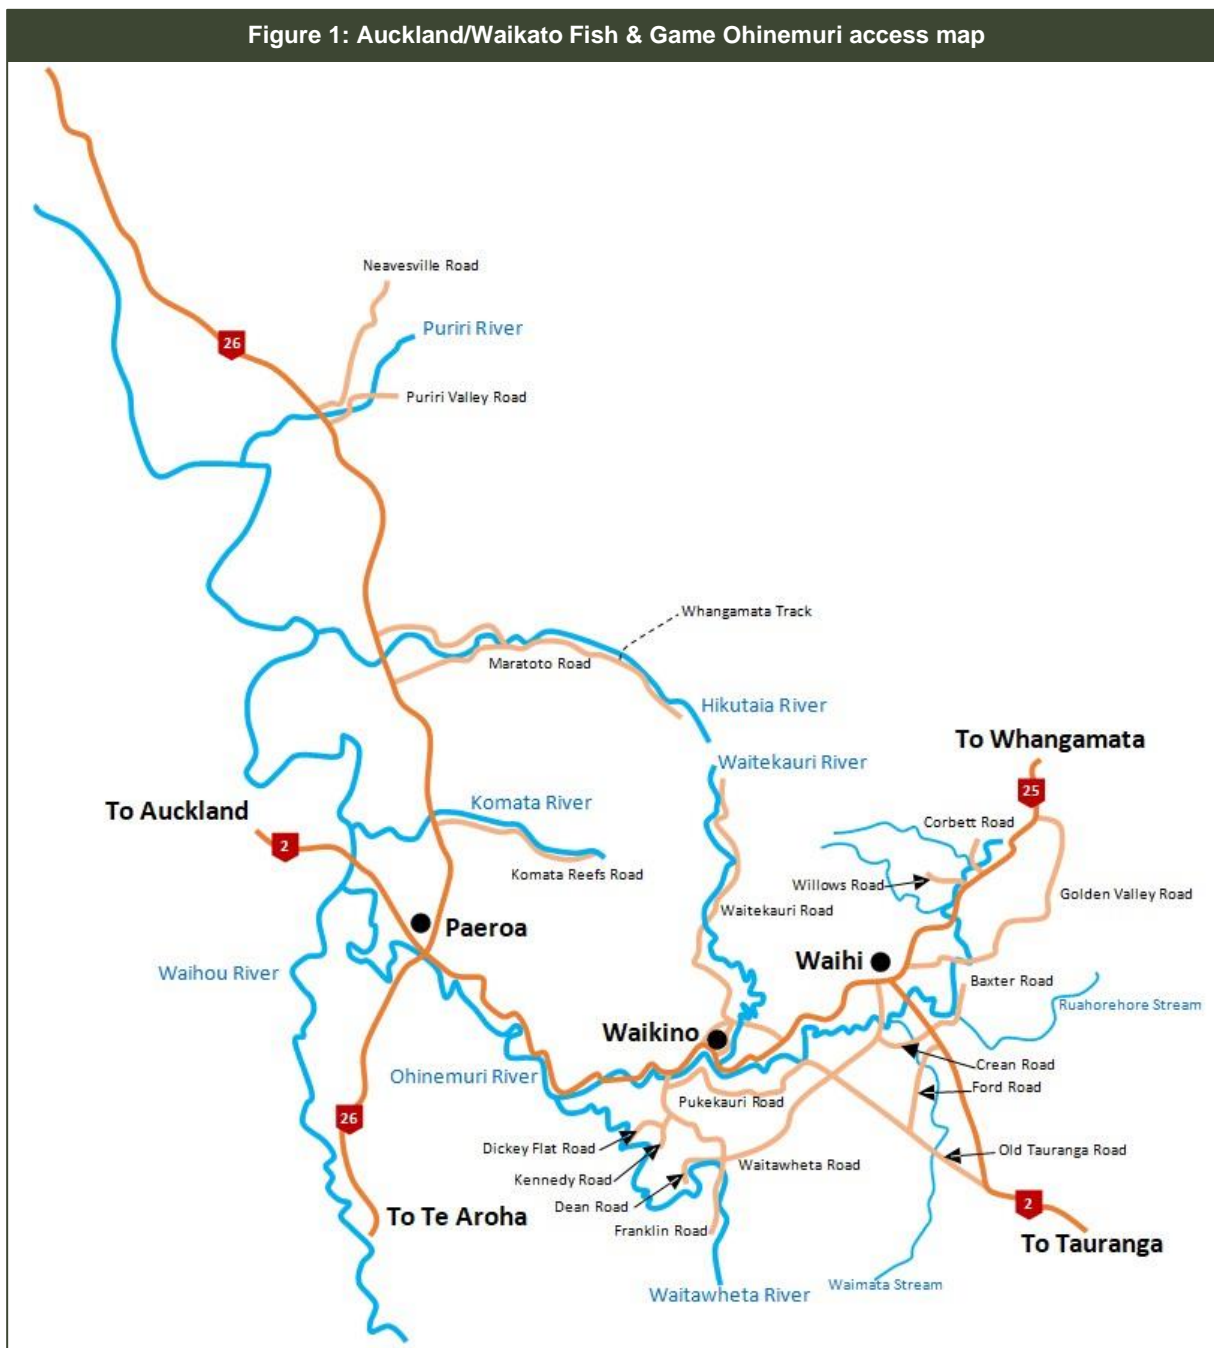 Figure 1: Auckland/Waikato Fish & Game Ohinemuri access map
Neavesville Road
Puriri River
26
Puriri Valley Road
Whangamata Track
Maratoto Road
Hikutaia River
To Whangamata
Waitekauri River
25
Komata River
To Auckland
Corbett Road
2
Komata Reefs Road
Willows Road
Golden Valley Road
Waitekauri Road
Paeroa
Waihi
Waihou River
Baxter Road
Ruahorehore Stream
Waikino
Crean Road
Ohinemuri River
Ford Road
Pukekauri Road
26
Dickey Flat Road
Old Tauranga Road
Waitawheta Road
Kennedy Road
Dean Road
2
To Te Aroha
Franklin Road
To Tauranga
Waimata Stream
Waitawheta River